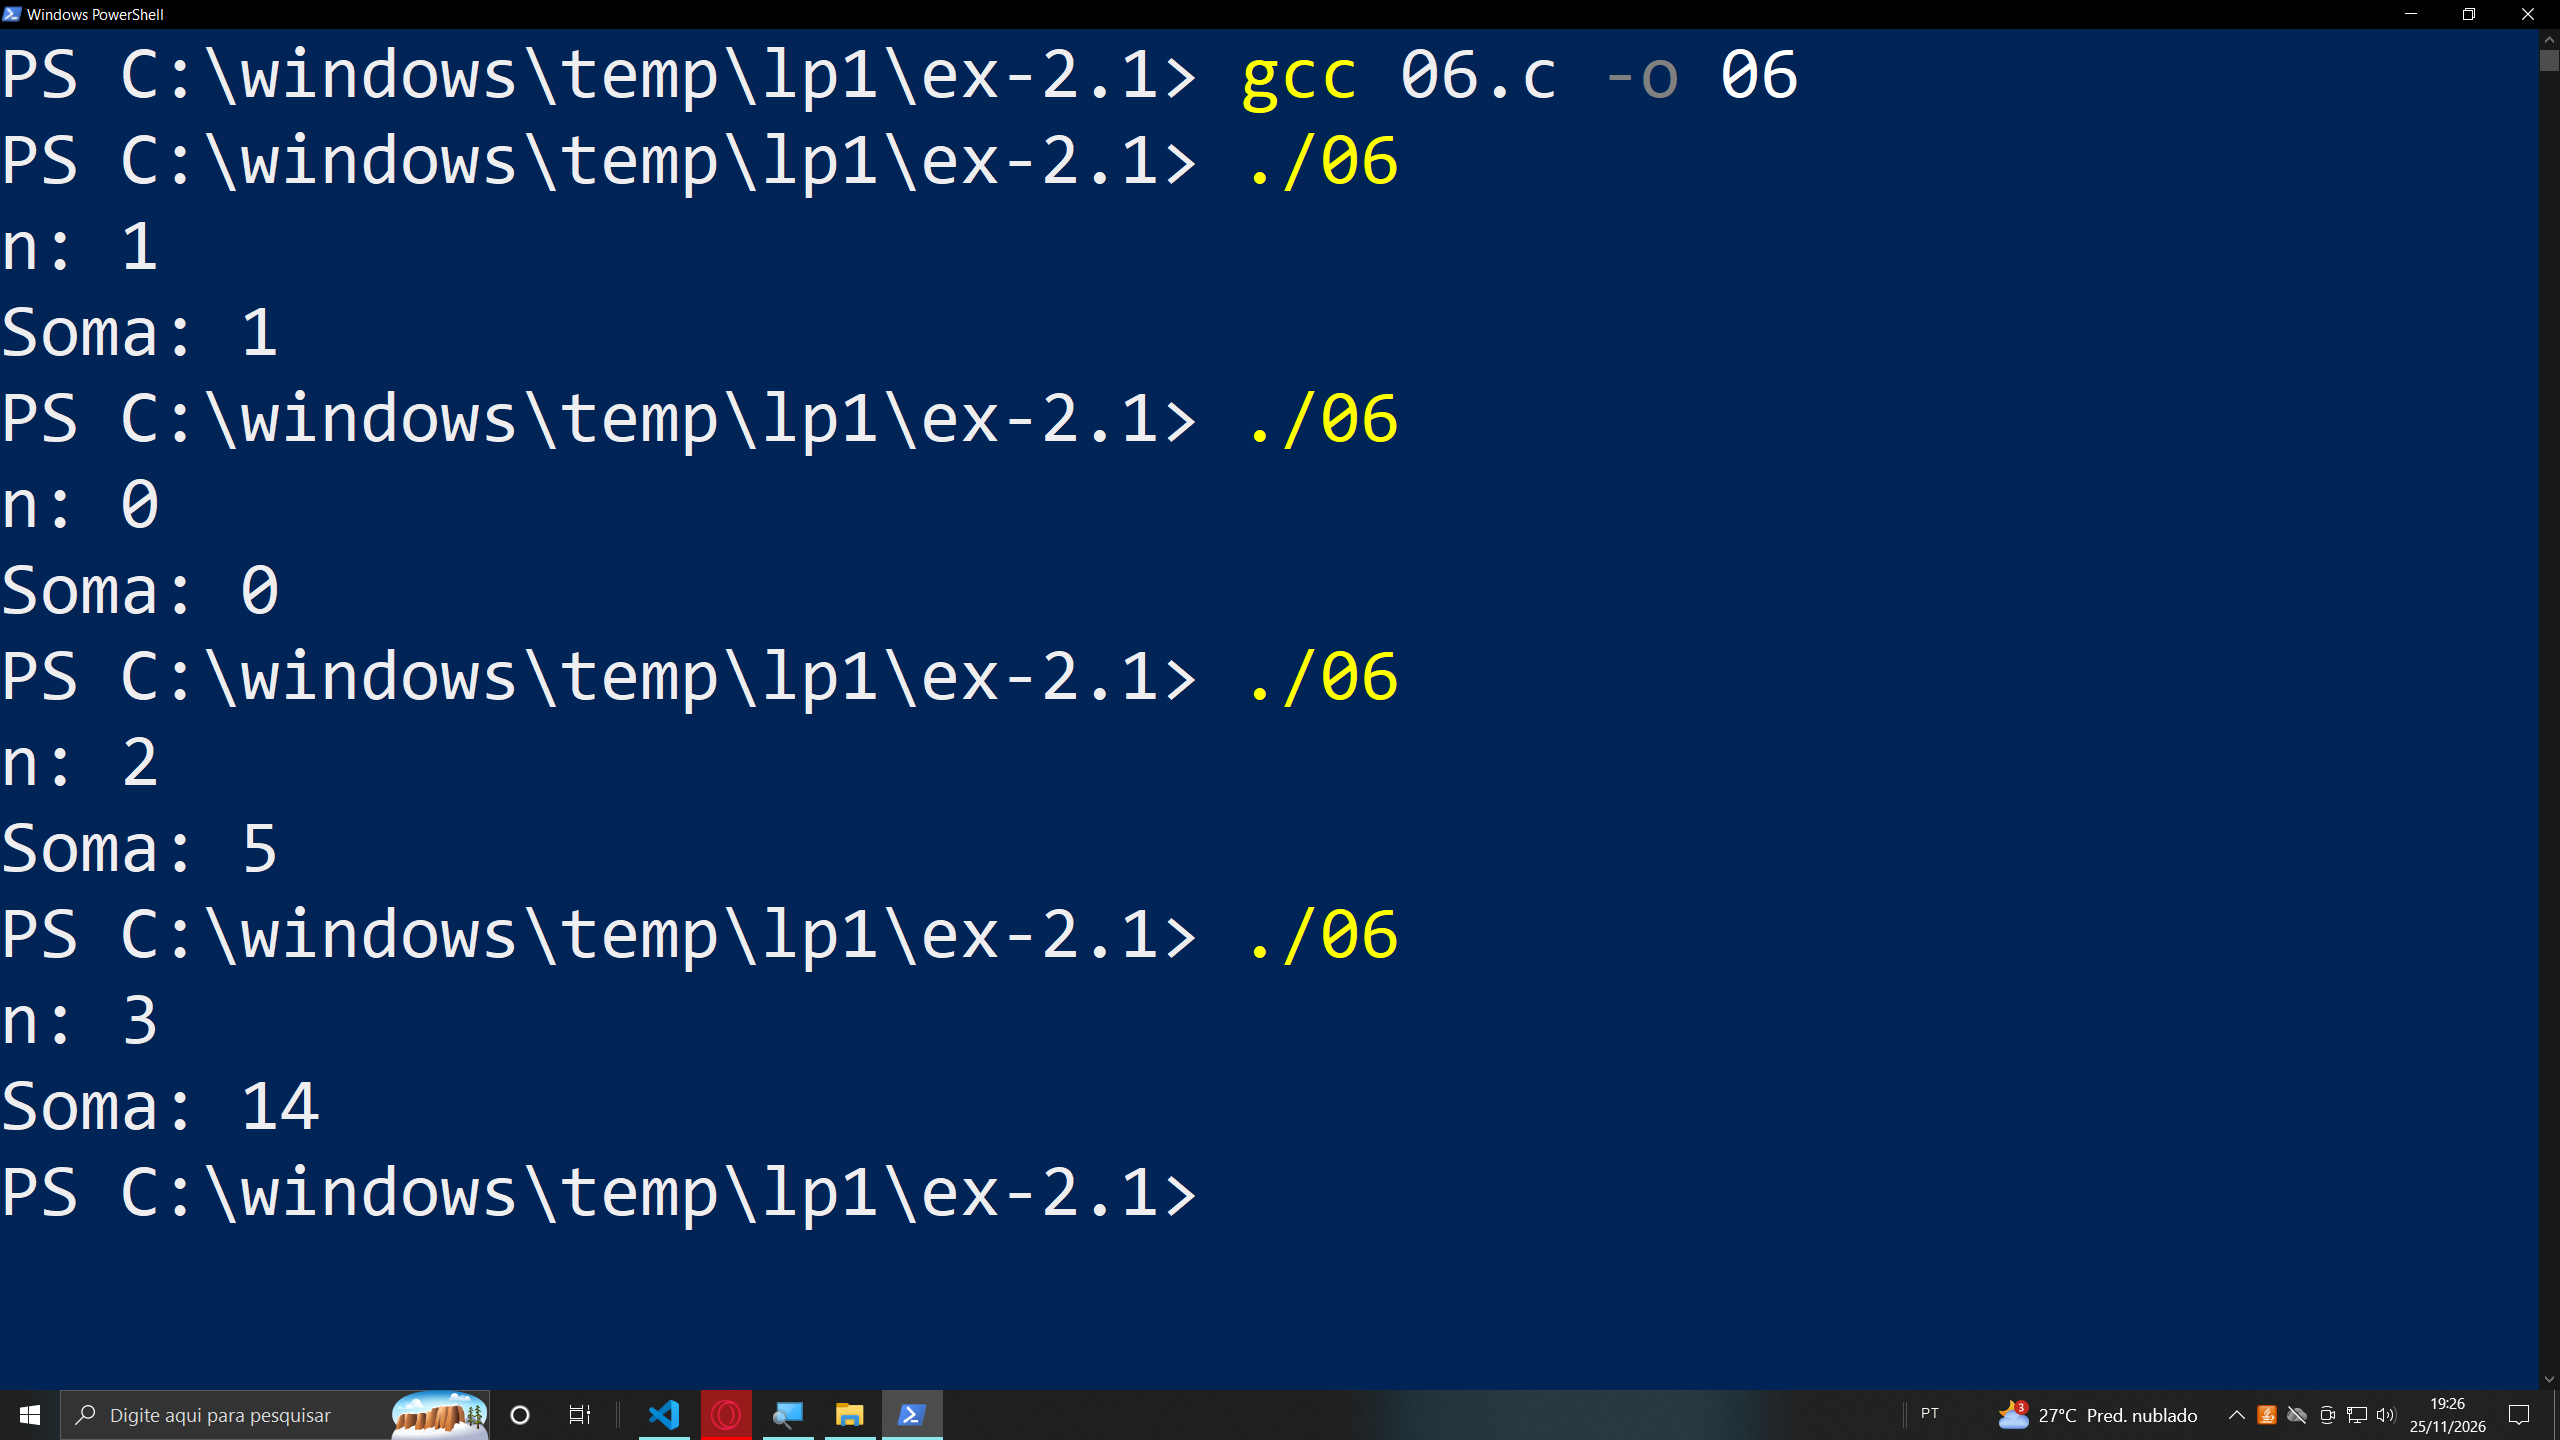 Windows PowerShell
PS C:\windows\temp\lp1\ex-2.1> gcc 06.c -o 06
PS C:\windows\temp\lp1\ex-2.1> ./06
n: 1
Soma: 1
PS C:\windows\temp\lp1\ex-2.1> ./06
n: 0
Soma: 0
PS C:\windows\temp\lp1\ex-2.1> ./06
n: 2
Soma: 5
PS C:\windows\temp\lp1\ex-2.1> ./06
n: 3
Soma: 14
PS C:\windows\temp\lp1\ex-2.1>
Digite aqui para pesquisar
PT
3
27°C Pred. nublado
19:26
25/11/2026